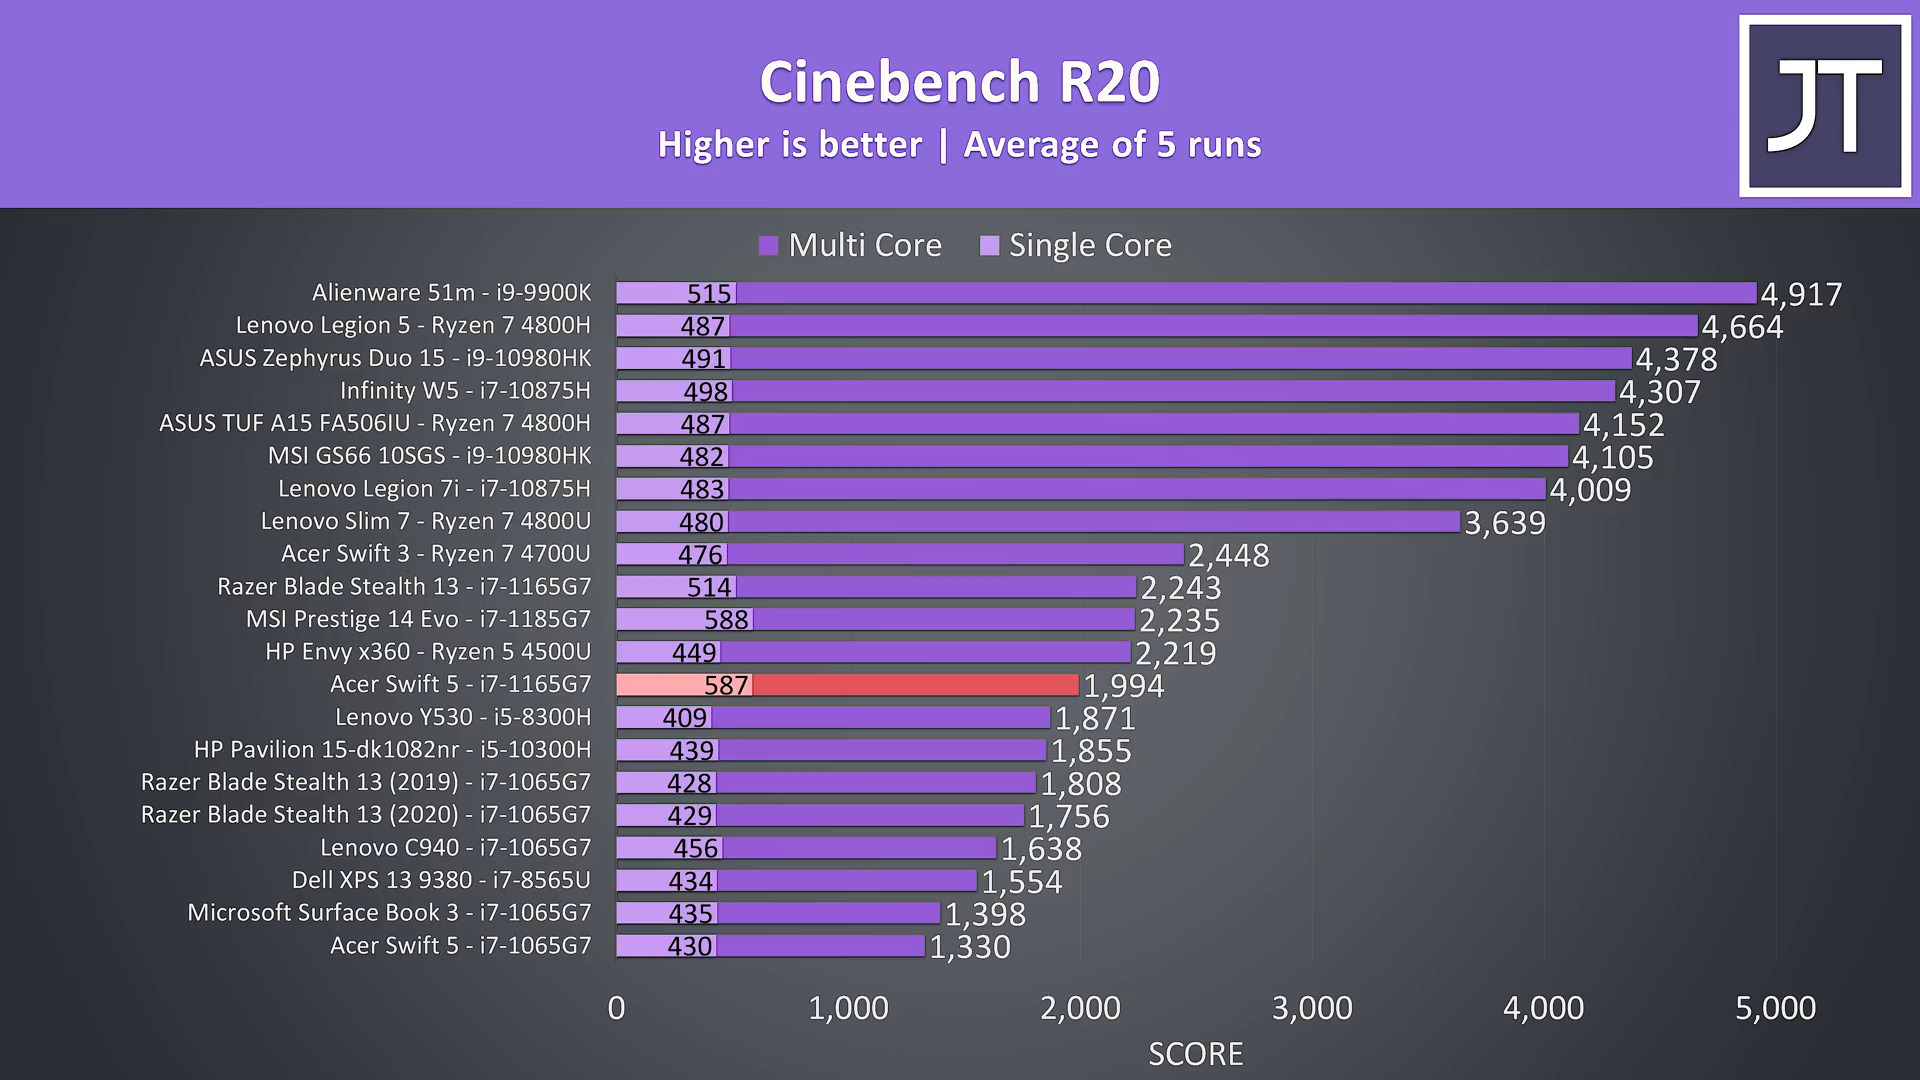 Cinebench R20
Higher is better | Average of 5 runs
JT
Multi Core Single Core
Alienware 51m - i9-9900K 515 4,917
Lenovo Legion 5 - Ryzen 7 4800H 487 4,664
ASUS Zephyrus Duo 15 - i9-10980HK 491 4,378
Infinity W5 - i7-10875H 498 4,307
ASUS TUF A15 FA506IU - Ryzen 7 4800H 487 4,152
MSI GS66 10SGS - i9-10980HK 482 4,105
Lenovo Legion 7i - i7-10875H 483 4,009
Lenovo Slim 7 - Ryzen 7 4800U 480 3,639
Acer Swift 3 - Ryzen 7 4700U 476 2,448
Razer Blade Stealth 13 - i7-1165G7 514 2,243
MSI Prestige 14 Evo - i7-1185G7 588 2,235
HP Envy x360 - Ryzen 5 4500U 449 2,219
Acer Swift 5 - i7-1165G7 587 1,994
Lenovo Y530 - i5-8300H 409 1,871
HP Pavilion 15-dk1082nr - i5-10300H 439 1,855
Razer Blade Stealth 13 (2019) - i7-1065G7 428 1,808
Razer Blade Stealth 13 (2020) - i7-1065G7 429 1,756
Lenovo C940 - i7-1065G7 456 1,638
Dell XPS 13 9380 - i7-8565U 434 1,554
Microsoft Surface Book 3 - i7-1065G7 435 1,398
Acer Swift 5 - i7-1065G7 430 1,330
0 1,000 2,000 3,000 4,000 5,000
SCORE